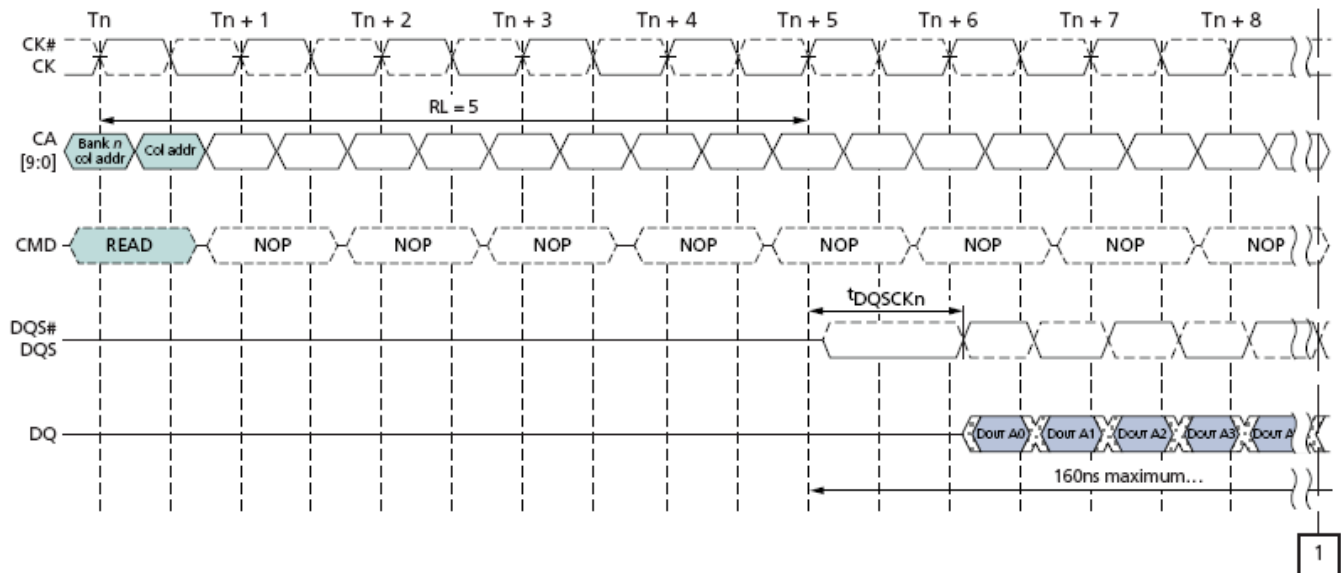 Tn Tn + 1 Tn + 2 Tn + 3 Tn + 4 Tn + 5 Tn + 6 Tn + 7 Tn + 8
CK#
CK
RL = 5
CA
[9:0]
Bank n
col addr
Col addr
CMD READ NOP NOP NOP NOP NOP NOP NOP NOP
tDQSCKn
DQS#
DQS
DQ DOUT A0 DOUT A1 DOUT A2 DOUT A3 DOUT A
160ns maximum…
1